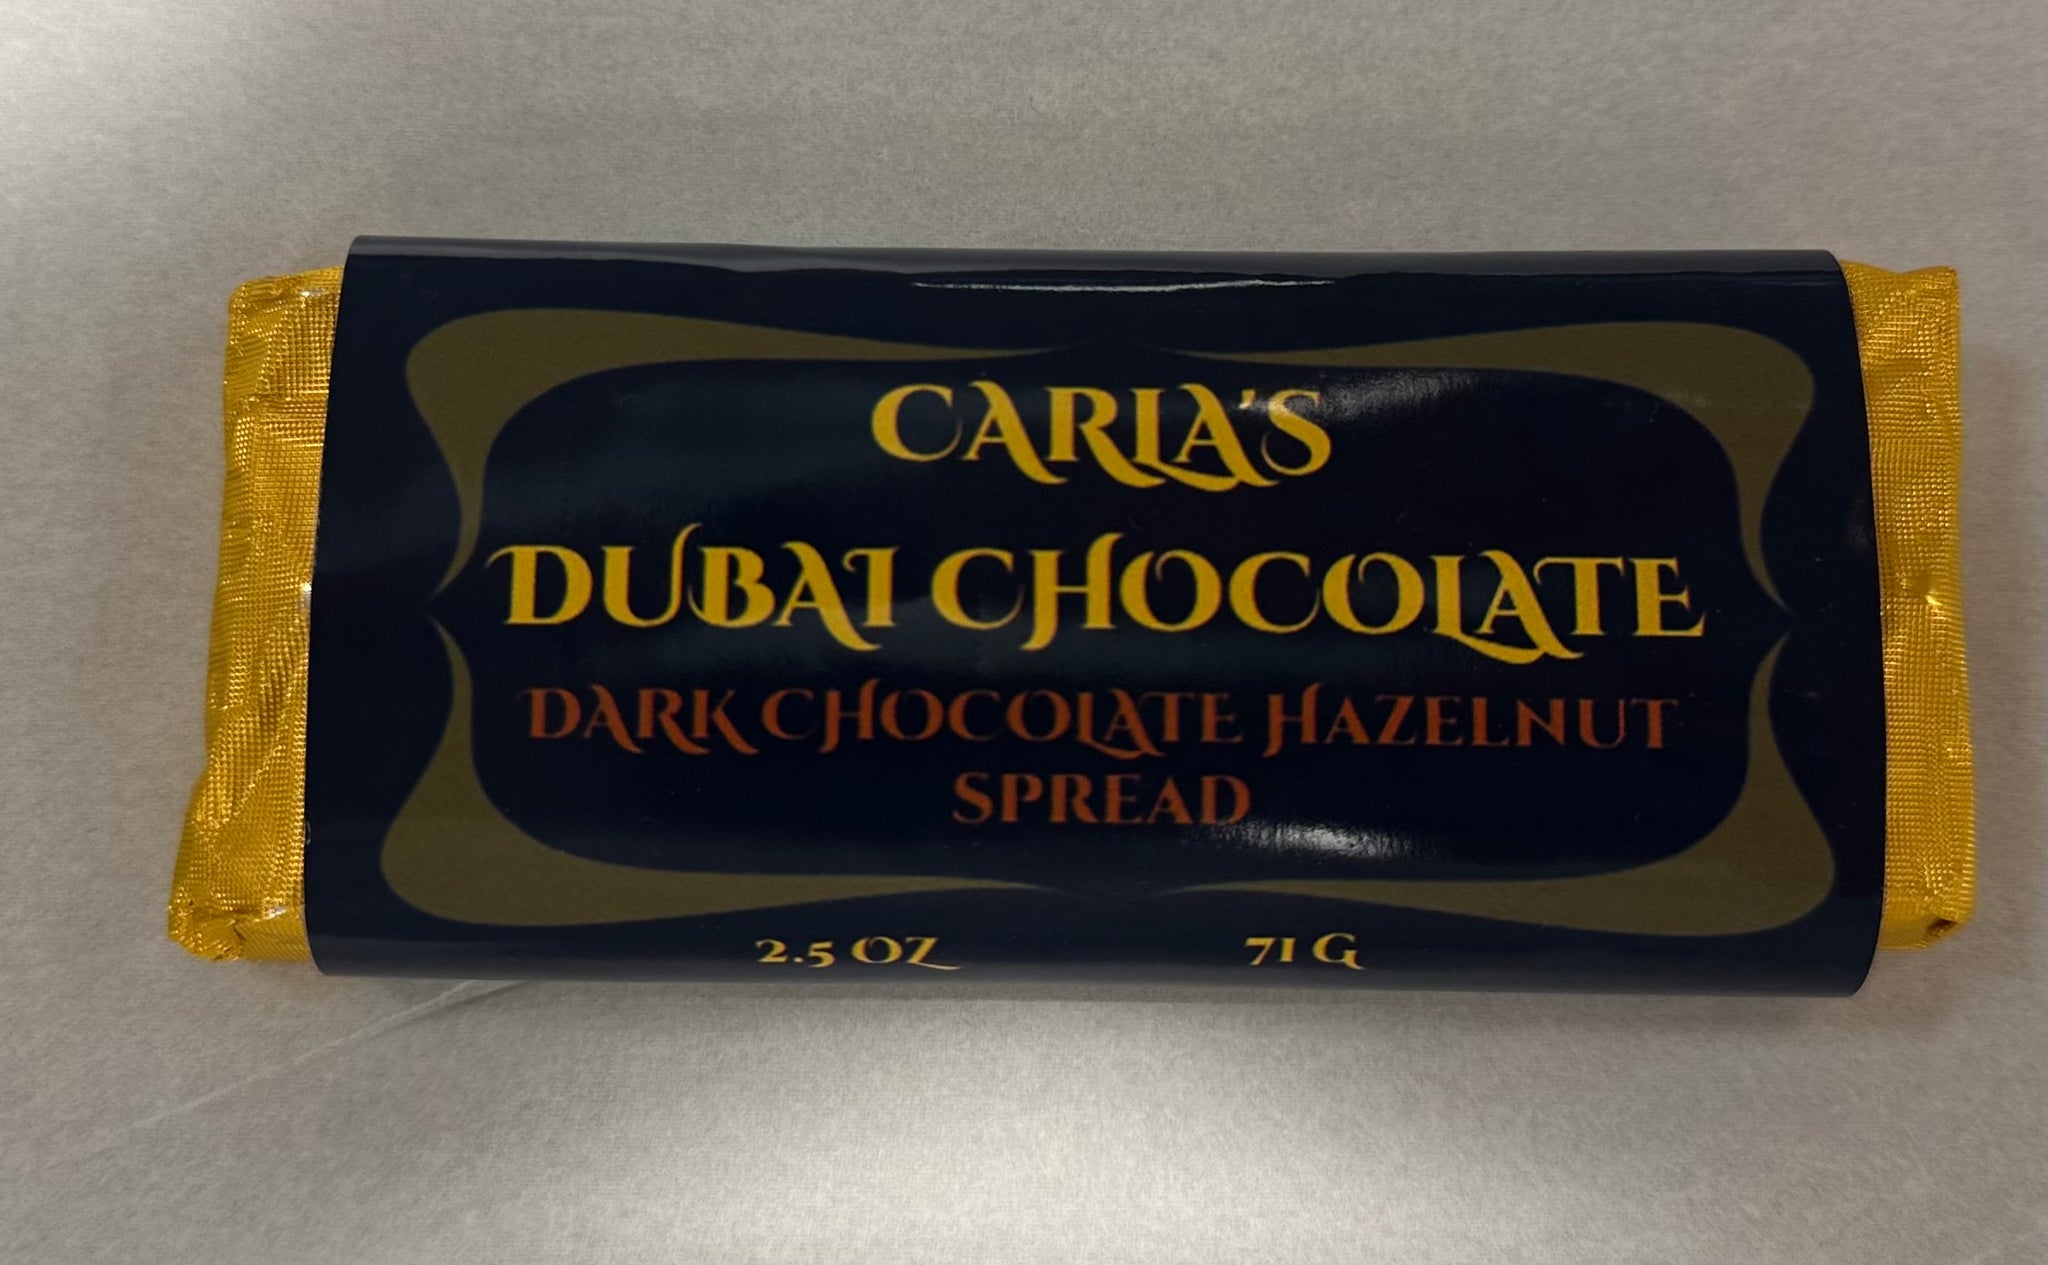 CARLA'S
DUBAI CHOCOLATE
DARK CHOCOLATE HAZELNUT
SPREAD
2.5 OZ 71 G